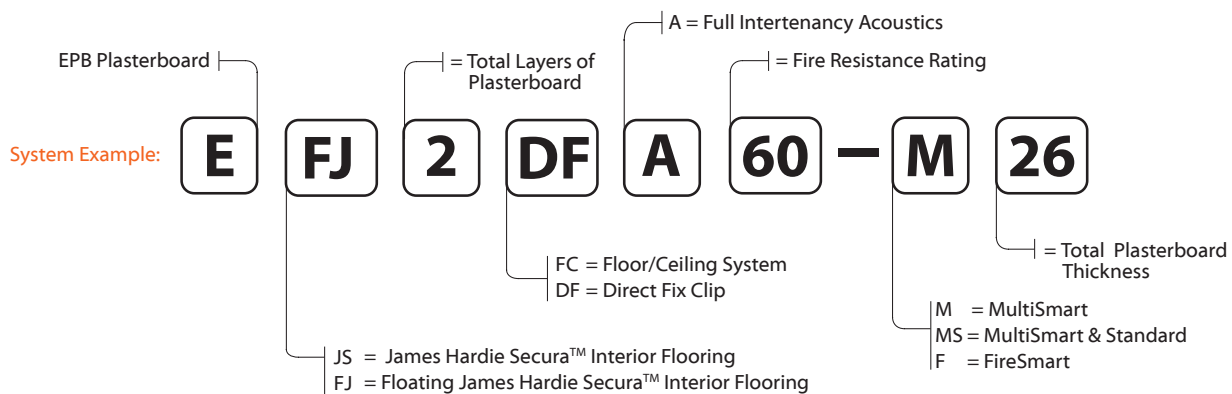 A = Full Intertenancy Acoustics
EPB Plasterboard
= Total Layers of
Plasterboard
= Fire Resistance Rating
System Example: E FJ 2 DF A 60 – M 26
FC = Floor/Ceiling System
DF = Direct Fix Clip
= Total Plasterboard
Thickness
M = MultiSmart
MS = MultiSmart & Standard
F = FireSmart
JS = James Hardie Secura™ Interior Flooring
FJ = Floating James Hardie Secura™ Interior Flooring